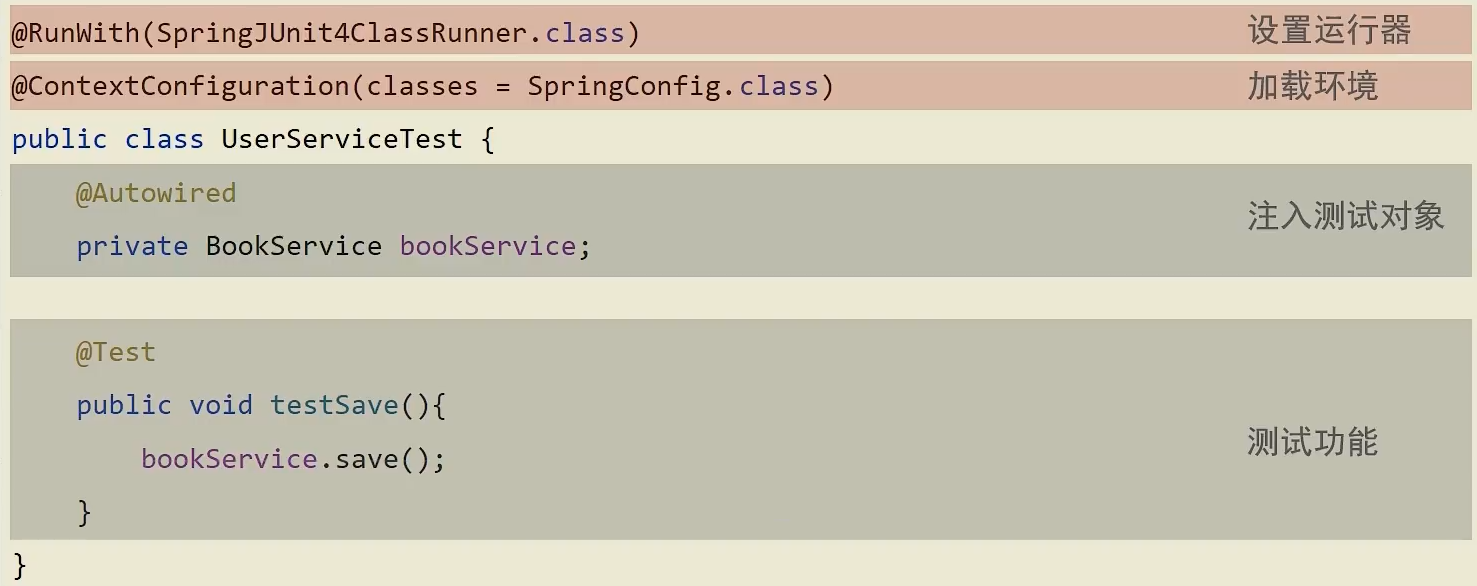 @RunWith(SpringJUnit4ClassRunner.class) 设置运行器
@ContextConfiguration(classes = SpringConfig.class) 加载环境
public class UserServiceTest {
@Autowired
注入测试对象
private BookService bookService;
@Test
public void testSave(){
测试功能
bookService.save();
}
}